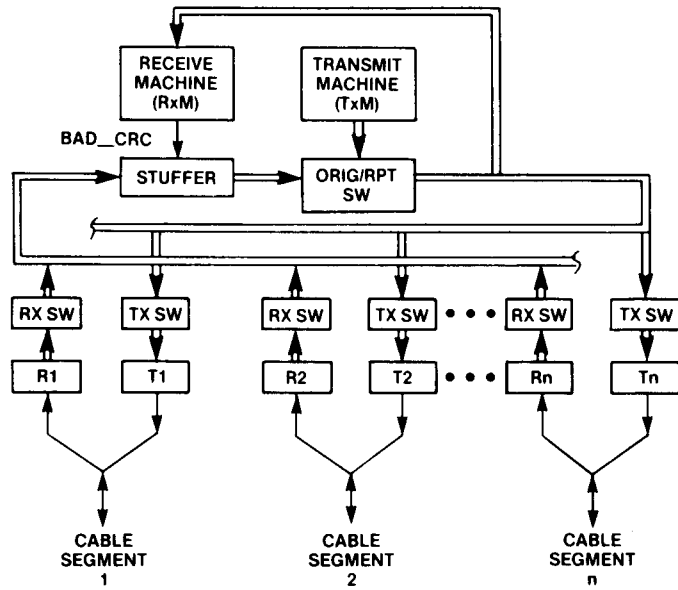 RECEIVE
MACHINE
(RxM)
TRANSMIT
MACHINE
(TxM)
BAD__CRC
STUFFER
ORIG/RPT
SW
RX SW
TX SW
RX SW
TX SW
RX SW
TX SW
R1
T1
R2
T2
Rn
Tn
CABLE
SEGMENT
1
CABLE
SEGMENT
2
CABLE
SEGMENT
n